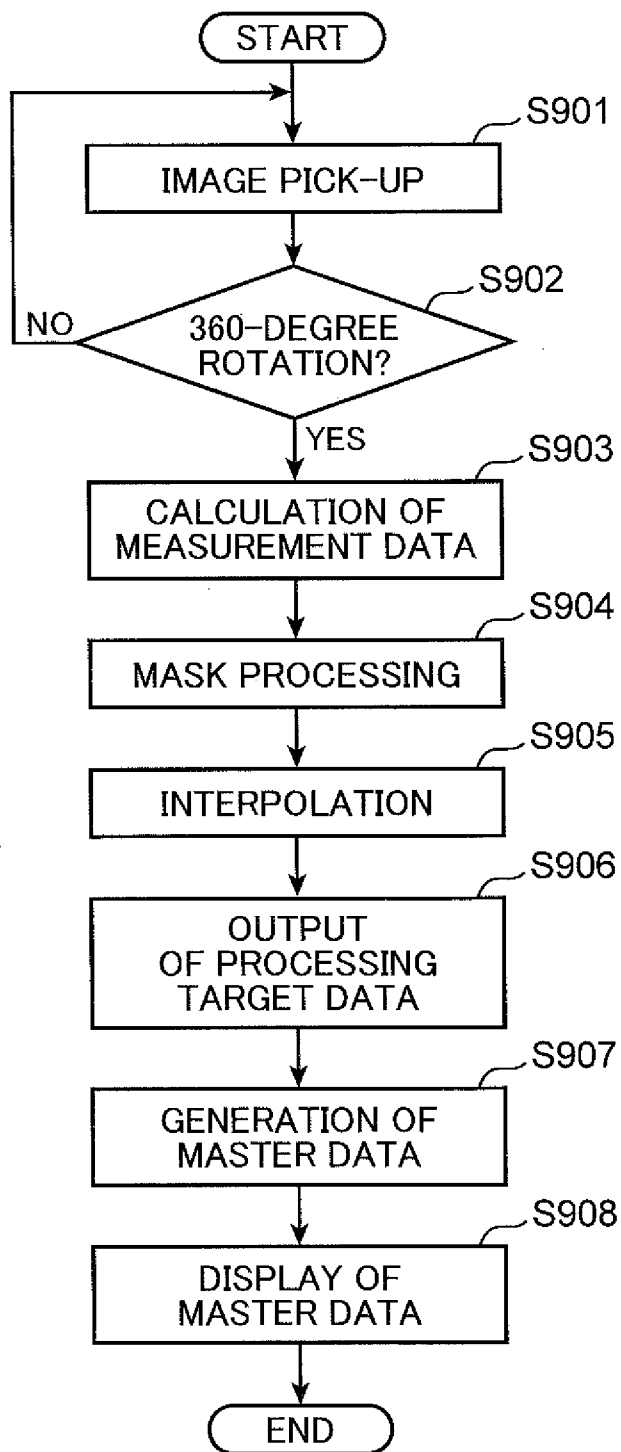 START
S901
IMAGE PICK-UP
S902
360-DEGREE
ROTATION?
NO
YES
S903
CALCULATION OF
MEASUREMENT DATA
S904
MASK PROCESSING
S905
INTERPOLATION
S906
OUTPUT
OF PROCESSING
TARGET DATA
S907
GENERATION OF
MASTER DATA
S908
DISPLAY OF
MASTER DATA
END